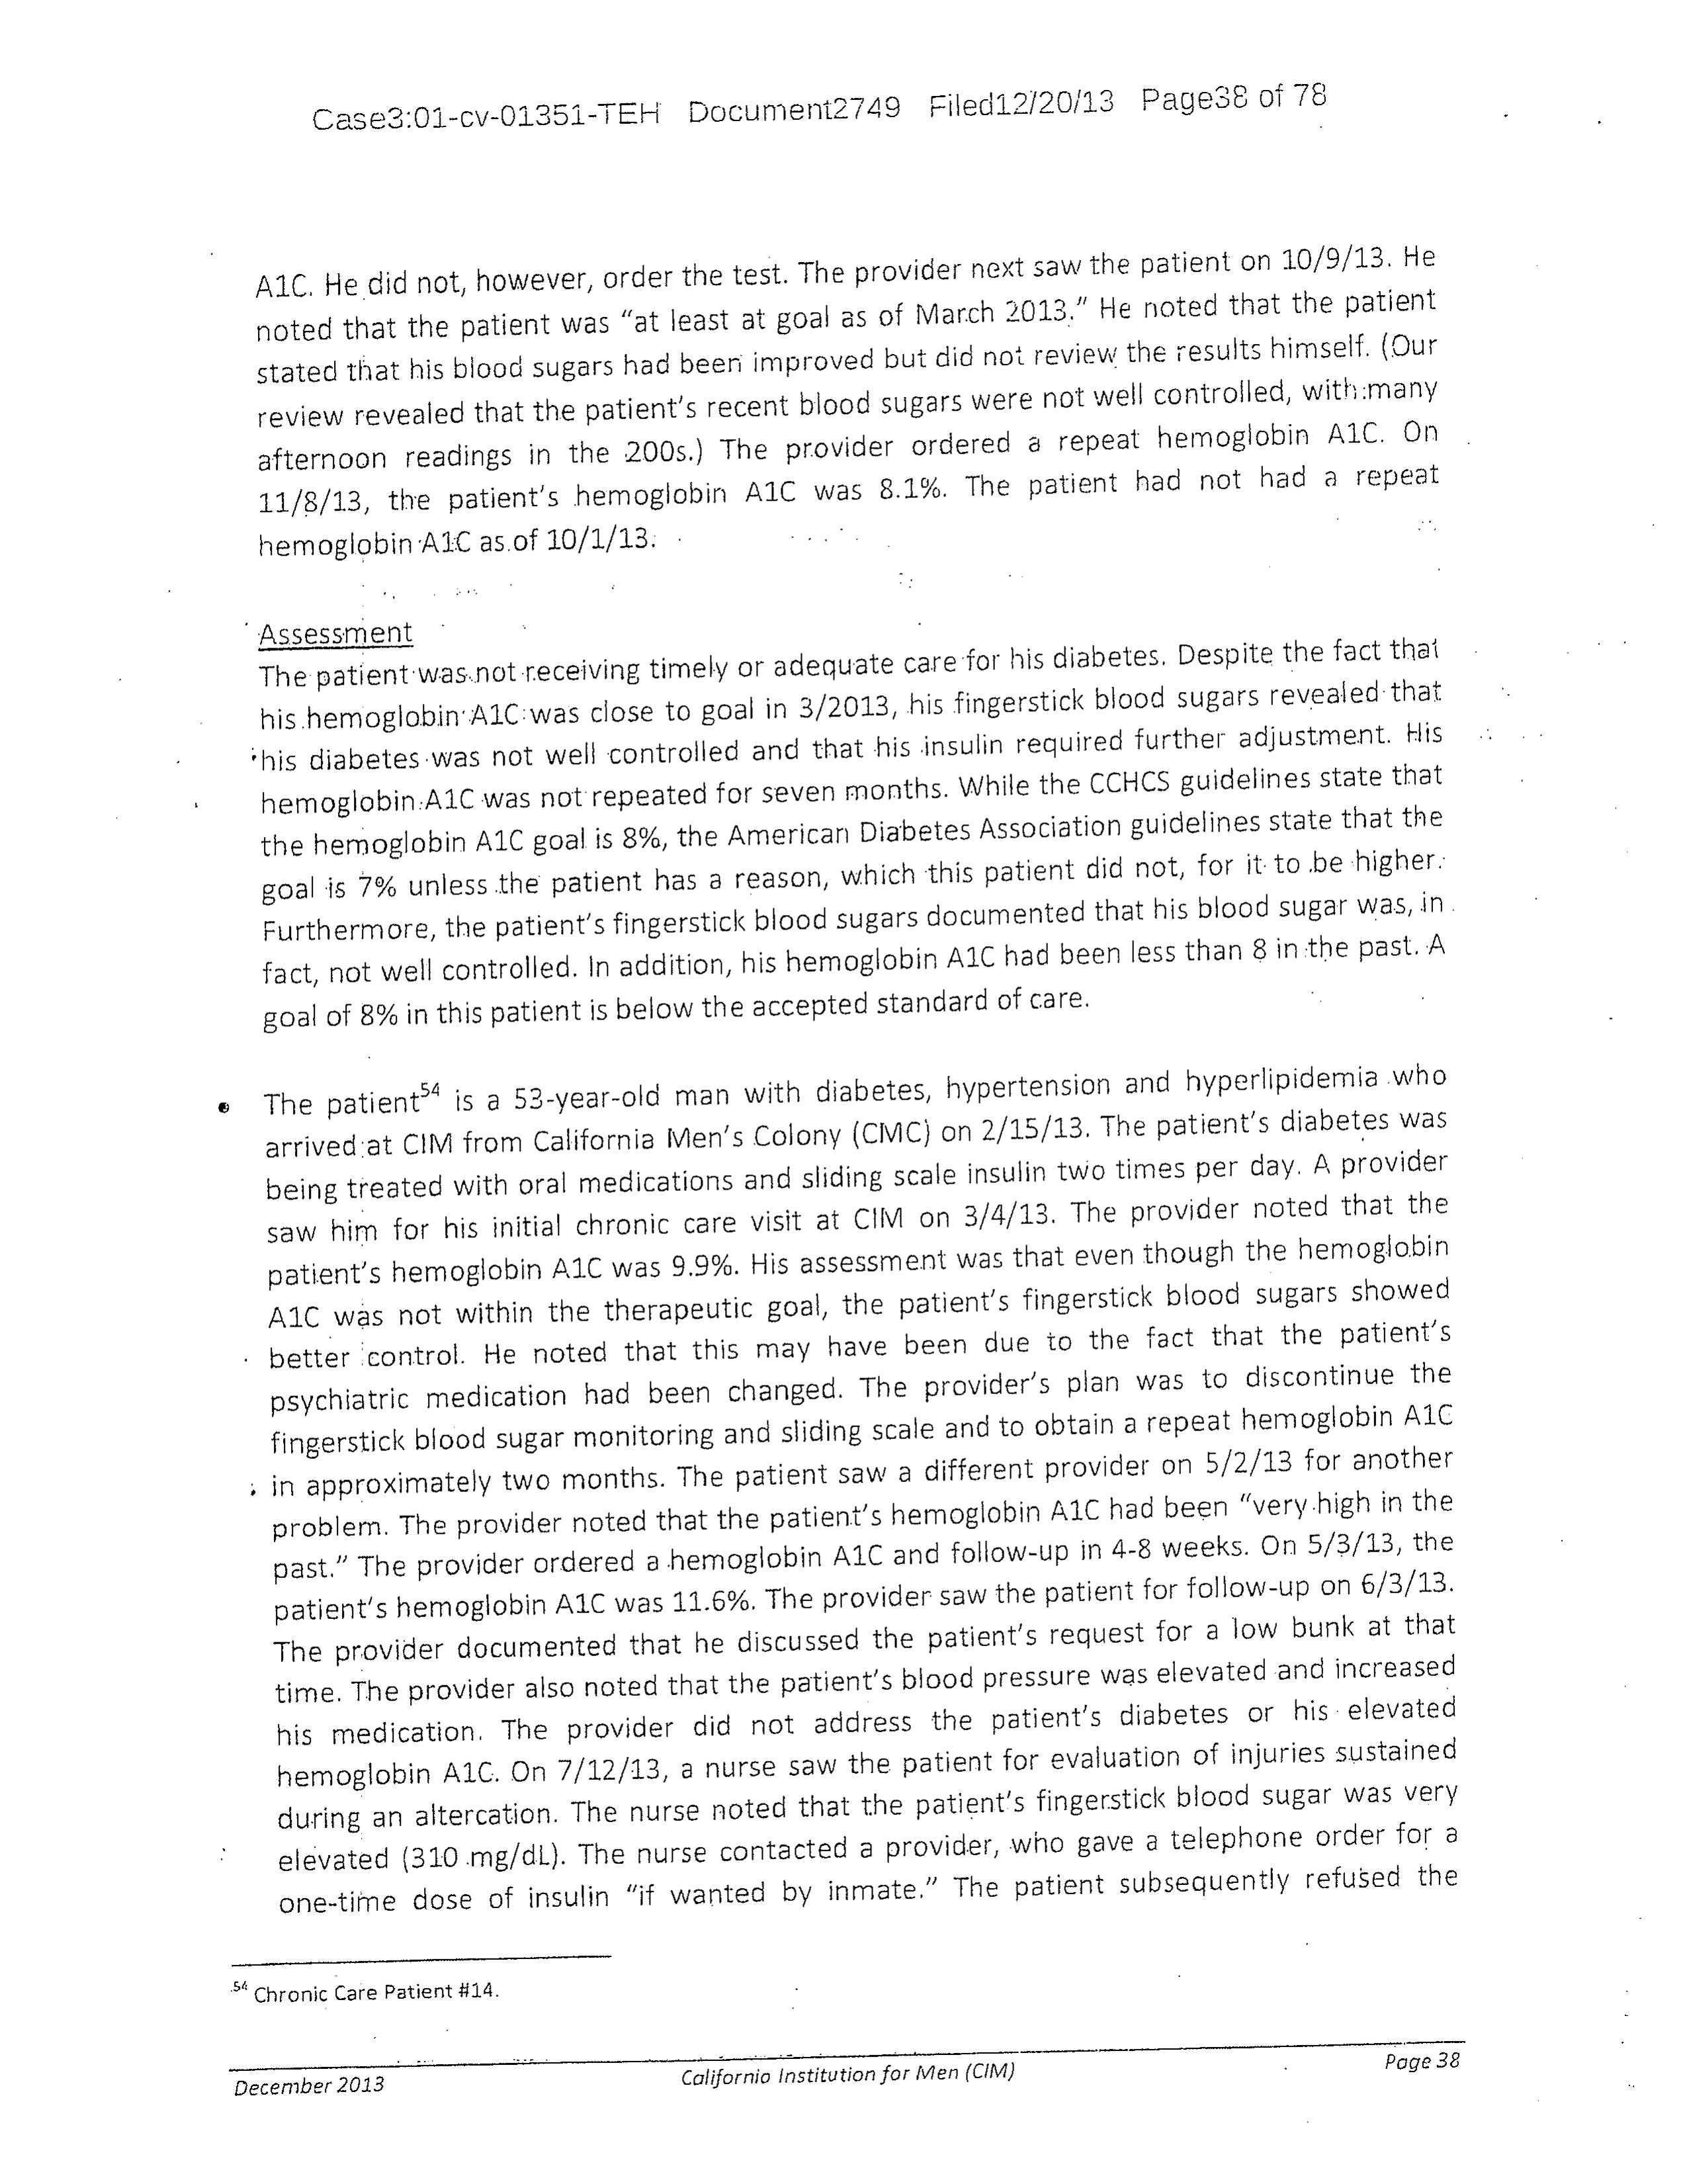 Case3:01-cv-01351-TEH Document2749 Filed12/20/13 Page38 of 78
A1C. He did not, however, order the test. The provider next saw the patient on 10/9/13. He
noted that the patient was “at least at goal as of March 2013.” He noted that the patient
stated that his blood sugars had been improved but did not review the results himself. (Our
review revealed that the patient’s recent blood sugars were not well controlled, with many
afternoon readings in the 200s.) The provider ordered a repeat hemoglobin A1C. On
11/8/13, the patient’s hemoglobin A1C was 8.1%. The patient had not had a repeat
hemoglobin A1C as of 10/1/13.
Assessment
The patient was not receiving timely or adequate care for his diabetes. Despite the fact that
his hemoglobin A1C was close to goal in 3/2013, his fingerstick blood sugars revealed that
his diabetes was not well controlled and that his insulin required further adjustment. His
hemoglobin A1C was not repeated for seven months. While the CCHCS guidelines state that
the hemoglobin A1C goal is 8%, the American Diabetes Association guidelines state that the
goal is 7% unless the patient has a reason, which this patient did not, for it to be higher.
Furthermore, the patient’s fingerstick blood sugars documented that his blood sugar was, in
fact, not well controlled. In addition, his hemoglobin A1C had been less than 8 in the past. A
goal of 8% in this patient is below the accepted standard of care.
• The patient54 is a 53-year-old man with diabetes, hypertension and hyperlipidemia who
arrived at CIM from California Men’s Colony (CMC) on 2/15/13. The patient’s diabetes was
being treated with oral medications and sliding scale insulin two times per day. A provider
saw him for his initial chronic care visit at CIM on 3/4/13. The provider noted that the
patient’s hemoglobin A1C was 9.9%. His assessment was that even though the hemoglobin
A1C was not within the therapeutic goal, the patient’s fingerstick blood sugars showed
better control. He noted that this may have been due to the fact that the patient’s
psychiatric medication had been changed. The provider’s plan was to discontinue the
fingerstick blood sugar monitoring and sliding scale and to obtain a repeat hemoglobin A1C
in approximately two months. The patient saw a different provider on 5/2/13 for another
problem. The provider noted that the patient’s hemoglobin A1C had been “very high in the
past.” The provider ordered a hemoglobin A1C and follow-up in 4-8 weeks. On 5/3/13, the
patient’s hemoglobin A1C was 11.6%. The provider saw the patient for follow-up on 6/3/13.
The provider documented that he discussed the patient’s request for a low bunk at that
time. The provider also noted that the patient’s blood pressure was elevated and increased
his medication. The provider did not address the patient’s diabetes or his elevated
hemoglobin A1C. On 7/12/13, a nurse saw the patient for evaluation of injuries sustained
during an altercation. The nurse noted that the patient’s fingerstick blood sugar was very
elevated (310 mg/dL). The nurse contacted a provider, who gave a telephone order for a
one-time dose of insulin “if wanted by inmate.” The patient subsequently refused the
54 Chronic Care Patient #14.
December 2013 California Institution for Men (CIM) Page 38